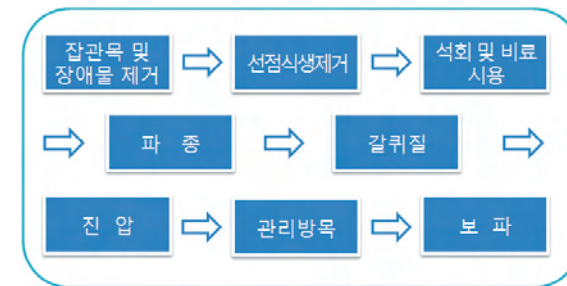 잡관목 및
장애물 제거
선점식생제거
석회 및 비료
시용
파 종
갈퀴질
진 압
관리방목
보 파